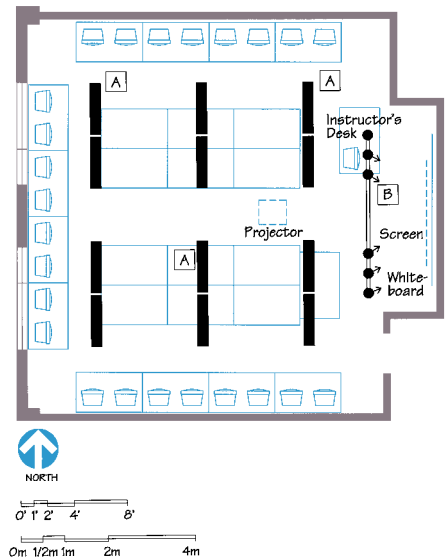 A
A
Instructor's
Desk
B
Projector
Screen
A
White-
board
NORTH
0' 1' 2' 4' 8'
0m 1/2m 1m 2m 4m